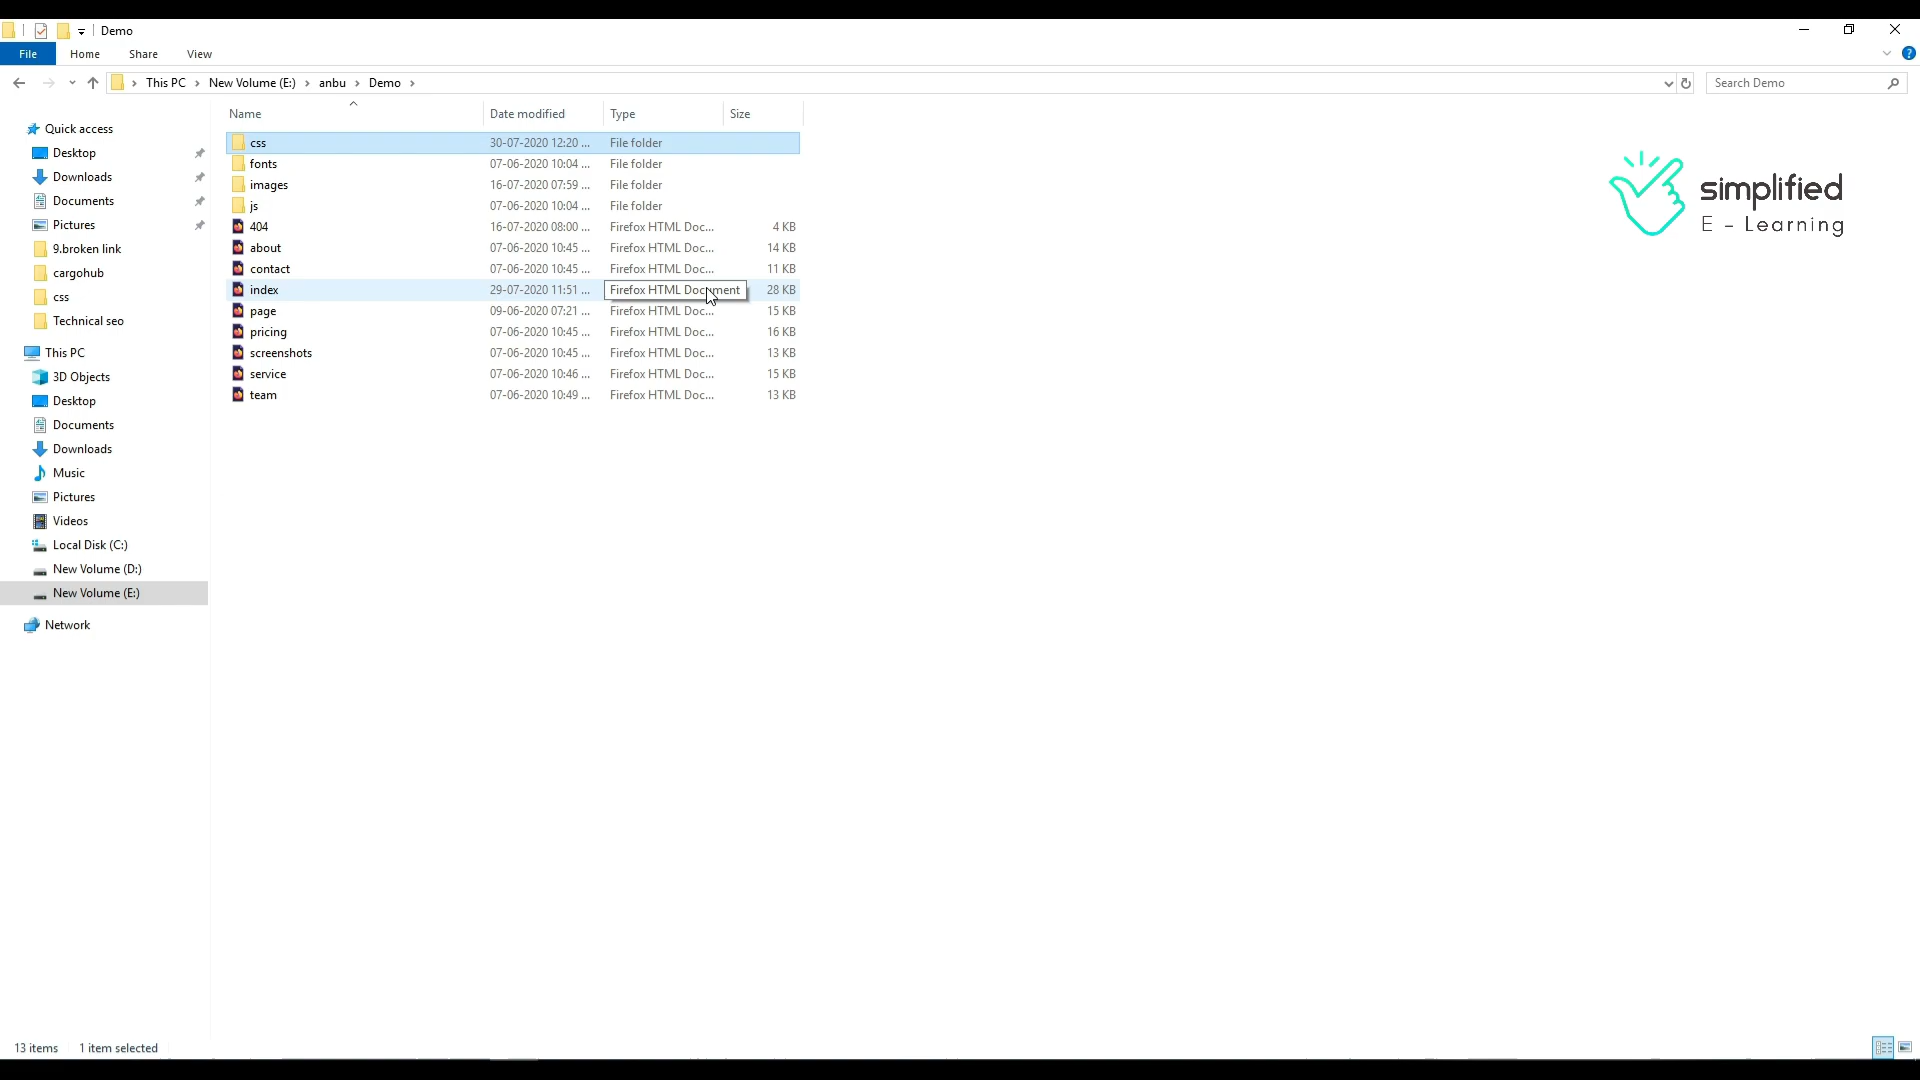 Demo
File Home Share View
This PC New Volume (E:) anbu Demo Search Demo
Name Date modified Type Size
Quick access
Desktop
Downloads
Documents
Pictures
9.broken link
cargohub
css
Technical seo
This PC
3D Objects
Desktop
Documents
Downloads
Music
Pictures
Videos
Local Disk (C:)
New Volume (D:)
New Volume (E:)
Network
css 30-07-2020 12:20 ... File folder
fonts 07-06-2020 10:04 ... File folder
images 16-07-2020 07:59 ... File folder
js 07-06-2020 10:04 ... File folder
404 16-07-2020 08:00 ... Firefox HTML Doc... 4 KB
about 07-06-2020 10:45 ... Firefox HTML Doc... 14 KB
contact 07-06-2020 10:45 ... Firefox HTML Doc... 11 KB
index 29-07-2020 11:51 ... Firefox HTML Document 28 KB
page 09-06-2020 07:21 ... Firefox HTML Doc... 15 KB
pricing 07-06-2020 10:45 ... Firefox HTML Doc... 16 KB
screenshots 07-06-2020 10:45 ... Firefox HTML Doc... 13 KB
service 07-06-2020 10:46 ... Firefox HTML Doc... 15 KB
team 07-06-2020 10:49 ... Firefox HTML Doc... 13 KB
simplified
E - Learning
13 items 1 item selected